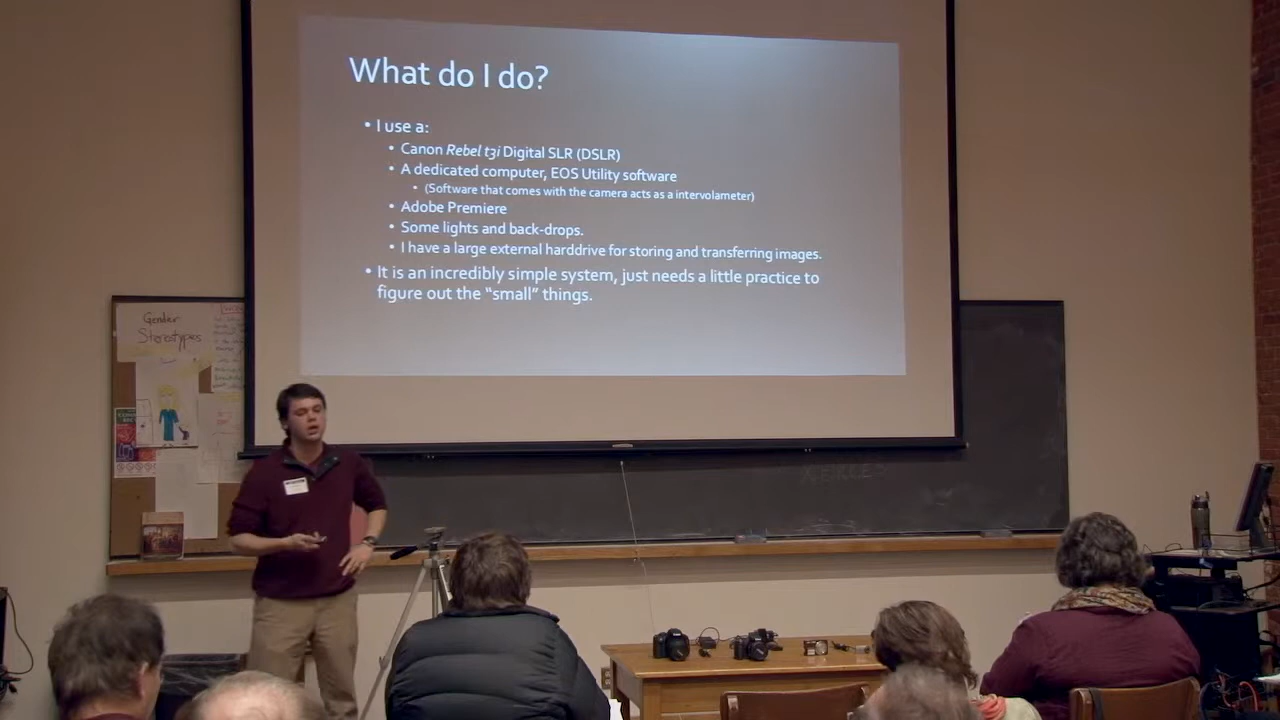 What do I do?
• I use a:
• Canon Rebel t3i Digital SLR (DSLR)
• A dedicated computer, EOS Utility software
• (Software that comes with the camera acts as a intervolameter)
• Adobe Premiere
• Some lights and back-drops.
• I have a large external harddrive for storing and transferring images.
• It is an incredibly simple system, just needs a little practice to
figure out the “small” things.
Gender
Stereotypes